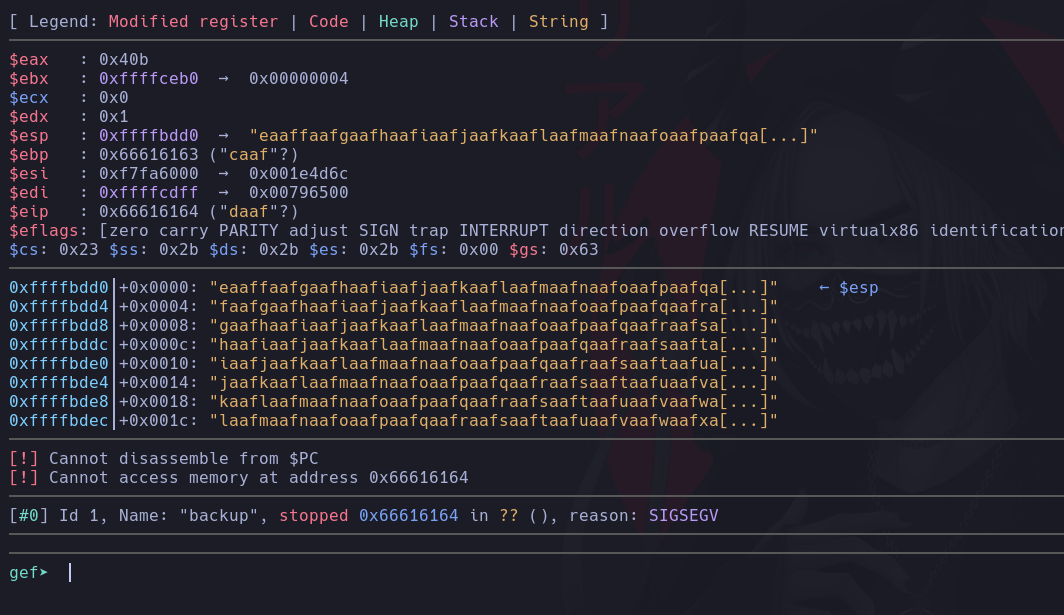 [ Legend: Modified register | Code | Heap | Stack | String ]
$eax   : 0x40b
$ebx   : 0xffffceb0  →  0x00000004
$ecx   : 0x0
$edx   : 0x1
$esp   : 0xffffbdd0  →  "eaaffaafgaafhaafiaafjaafkaaflaafmaafnaafoaafpaafqa[...]"
$ebp   : 0x66616163 ("caaf"?)
$esi   : 0xf7fa6000  →  0x001e4d6c
$edi   : 0xffffcdff  →  0x00796500
$eip   : 0x66616164 ("daaf"?)
$eflags: [zero carry PARITY adjust SIGN trap INTERRUPT direction overflow RESUME virtualx86 identification
$cs: 0x23 $ss: 0x2b $ds: 0x2b $es: 0x2b $fs: 0x00 $gs: 0x63
0xffffbdd0│+0x0000: "eaaffaafgaafhaafiaafjaafkaaflaafmaafnaafoaafpaafqa[...]"    ← $esp
0xffffbdd4│+0x0004: "faafgaafhaafiaafjaafkaaflaafmaafnaafoaafpaafqaafra[...]"
0xffffbdd8│+0x0008: "gaafhaafiaafjaafkaaflaafmaafnaafoaafpaafqaafraafsa[...]"
0xffffbddc│+0x000c: "haafiaafjaafkaaflaafmaafnaafoaafpaafqaafraafsaafta[...]"
0xffffbde0│+0x0010: "iaafjaafkaaflaafmaafnaafoaafpaafqaafraafsaaftaafua[...]"
0xffffbde4│+0x0014: "jaafkaaflaafmaafnaafoaafpaafqaafraafsaaftaafuaafva[...]"
0xffffbde8│+0x0018: "kaaflaafmaafnaafoaafpaafqaafraafsaaftaafuaafvaafwa[...]"
0xffffbdec│+0x001c: "laafmaafnaafoaafpaafqaafraafsaaftaafuaafvaafwaafxa[...]"
[!] Cannot disassemble from $PC
[!] Cannot access memory at address 0x66616164
[#0] Id 1, Name: "backup", stopped 0x66616164 in ?? (), reason: SIGSEGV
gef➤